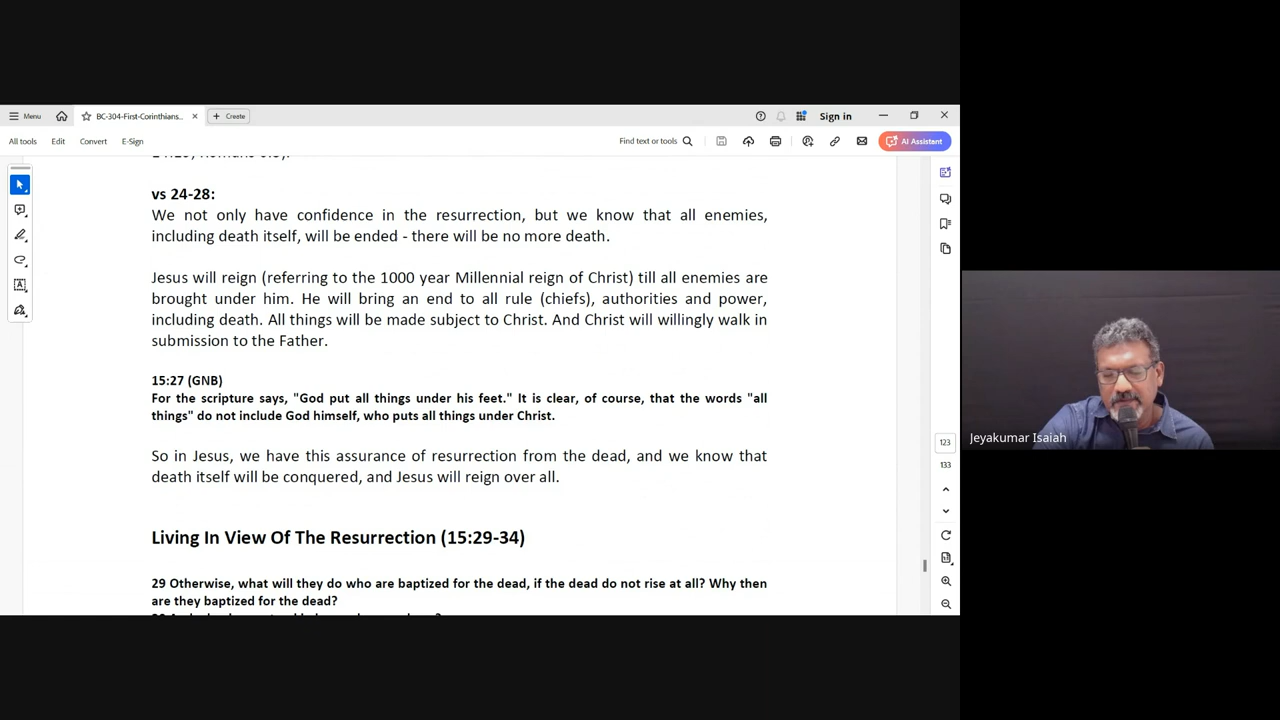 Menu
BC-304-First-Corinthians...
Create
Sign in
All tools
Edit
Convert
E-Sign
Find text or tools
AI Assistant
vs 24-28:
We not only have confidence in the resurrection, but we know that all enemies,
including death itself, will be ended - there will be no more death.
Jesus will reign (referring to the 1000 year Millennial reign of Christ) till all enemies are
brought under him. He will bring an end to all rule (chiefs), authorities and power,
including death. All things will be made subject to Christ. And Christ will willingly walk in
submission to the Father.
15:27 (GNB)
For the scripture says, "God put all things under his feet." It is clear, of course, that the words "all
things" do not include God himself, who puts all things under Christ.
So in Jesus, we have this assurance of resurrection from the dead, and we know that
death itself will be conquered, and Jesus will reign over all.
Living In View Of The Resurrection (15:29-34)
29 Otherwise, what will they do who are baptized for the dead, if the dead do not rise at all? Why then
are they baptized for the dead?
123
133
Jeyakumar Isaiah